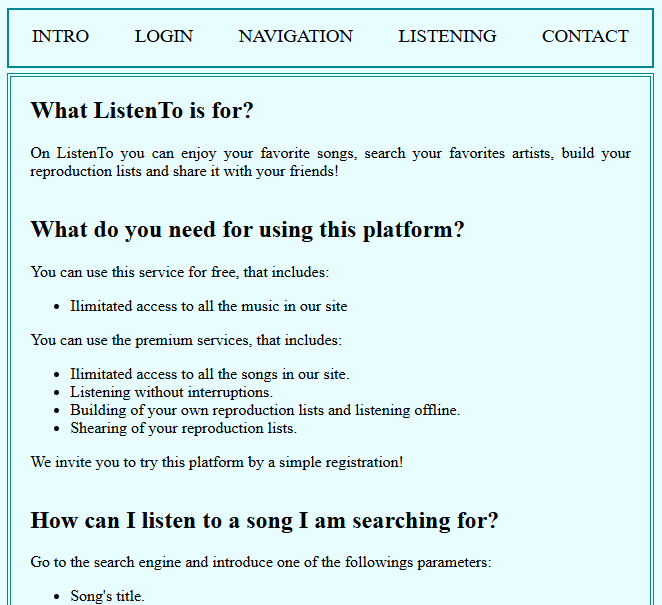 INTRO LOGIN NAVIGATION LISTENING CONTACT
What ListenTo is for?
On ListenTo you can enjoy your favorite songs, search your favorites artists, build your
reproduction lists and share it with your friends!
What do you need for using this platform?
You can use this service for free, that includes:
• Ilimitated access to all the music in our site
You can use the premium services, that includes:
• Ilimitated access to all the songs in our site.
• Listening without interruptions.
• Building of your own reproduction lists and listening offline.
• Shearing of your reproduction lists.
We invite you to try this platform by a simple registration!
How can I listen to a song I am searching for?
Go to the search engine and introduce one of the followings parameters:
• Song's title.